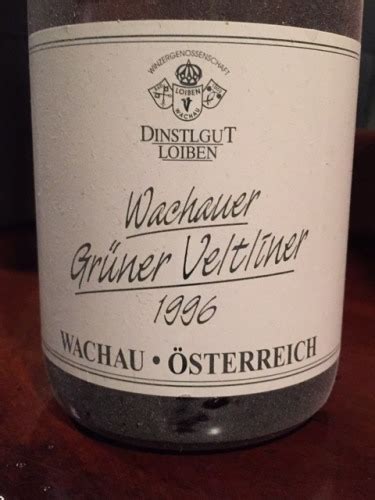 WINZERGENOSSENSCHAFT
LOIBEN
WACHAU
DINSTLGUT
LOIBEN
Wachauer
Grüner Veltliner
1996
WACHAU • ÖSTERREICH